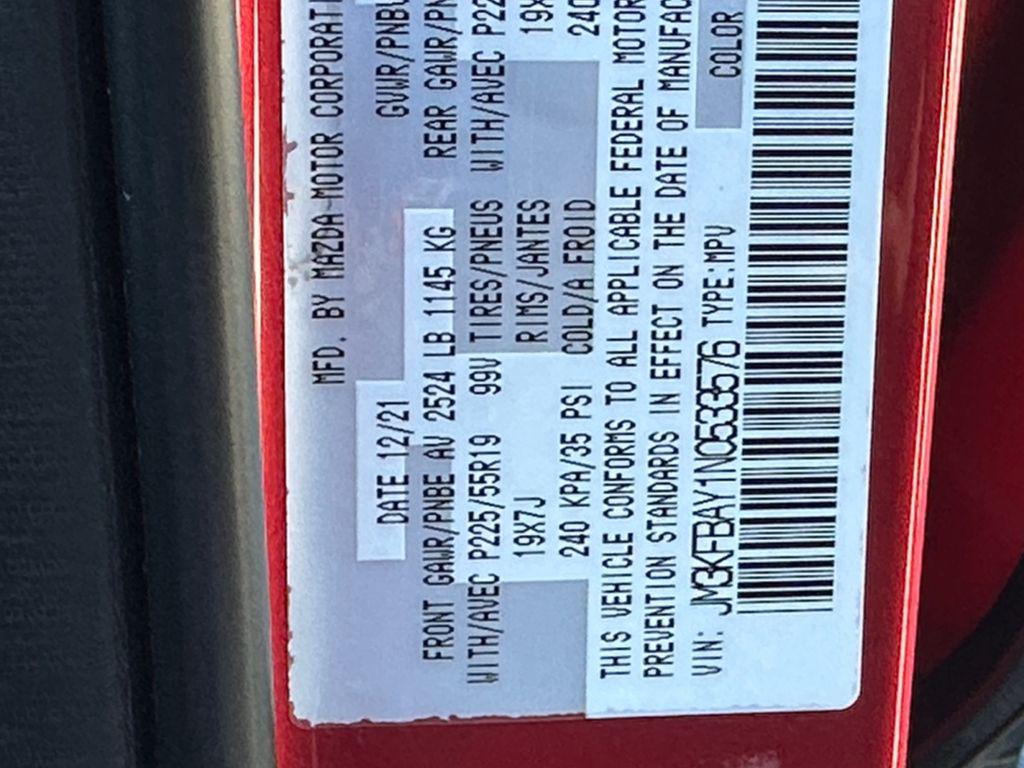 MFD. BY MAZDA MOTOR CORPORATI
DATE 12/21 GVWR/PNBV
FRONT GAWR/PNBE AV 2524 LB 1145 KG REAR GAWR/PN
WITH/AVEC P225/55R19 99V TIRES/PNEUS WITH/AVEC P22
19X7J RIMS/JANTES 19X
240 KPA/35 PSI COLD/A FROID 240
THIS VEHICLE CONFORMS TO ALL APPLICABLE FEDERAL MOTOR
PREVENTION STANDARDS IN EFFECT ON THE DATE OF MANUFAC
VIN: JM3KFBAY1N0533576 TYPE:MPV COLOR